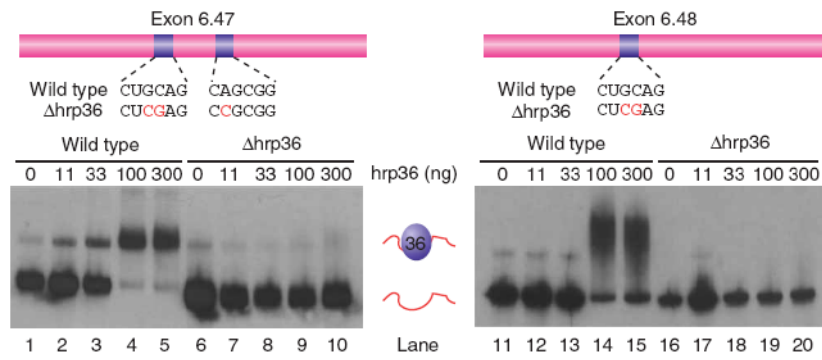 Exon 6.47
Wild type CUGCAG CAGCGG
Δhrp36 CUCGAG CCGCGG
Wild type Δhrp36
0 11 33 100 300 0 11 33 100 300
1 2 3 4 5 6 7 8 9 10
hrp36 (ng)
36
Lane
Exon 6.48
Wild type CUGCAG
Δhrp36 CUCGAG
Wild type Δhrp36
0 11 33 100 300 0 11 33 100 300
11 12 13 14 15 16 17 18 19 20